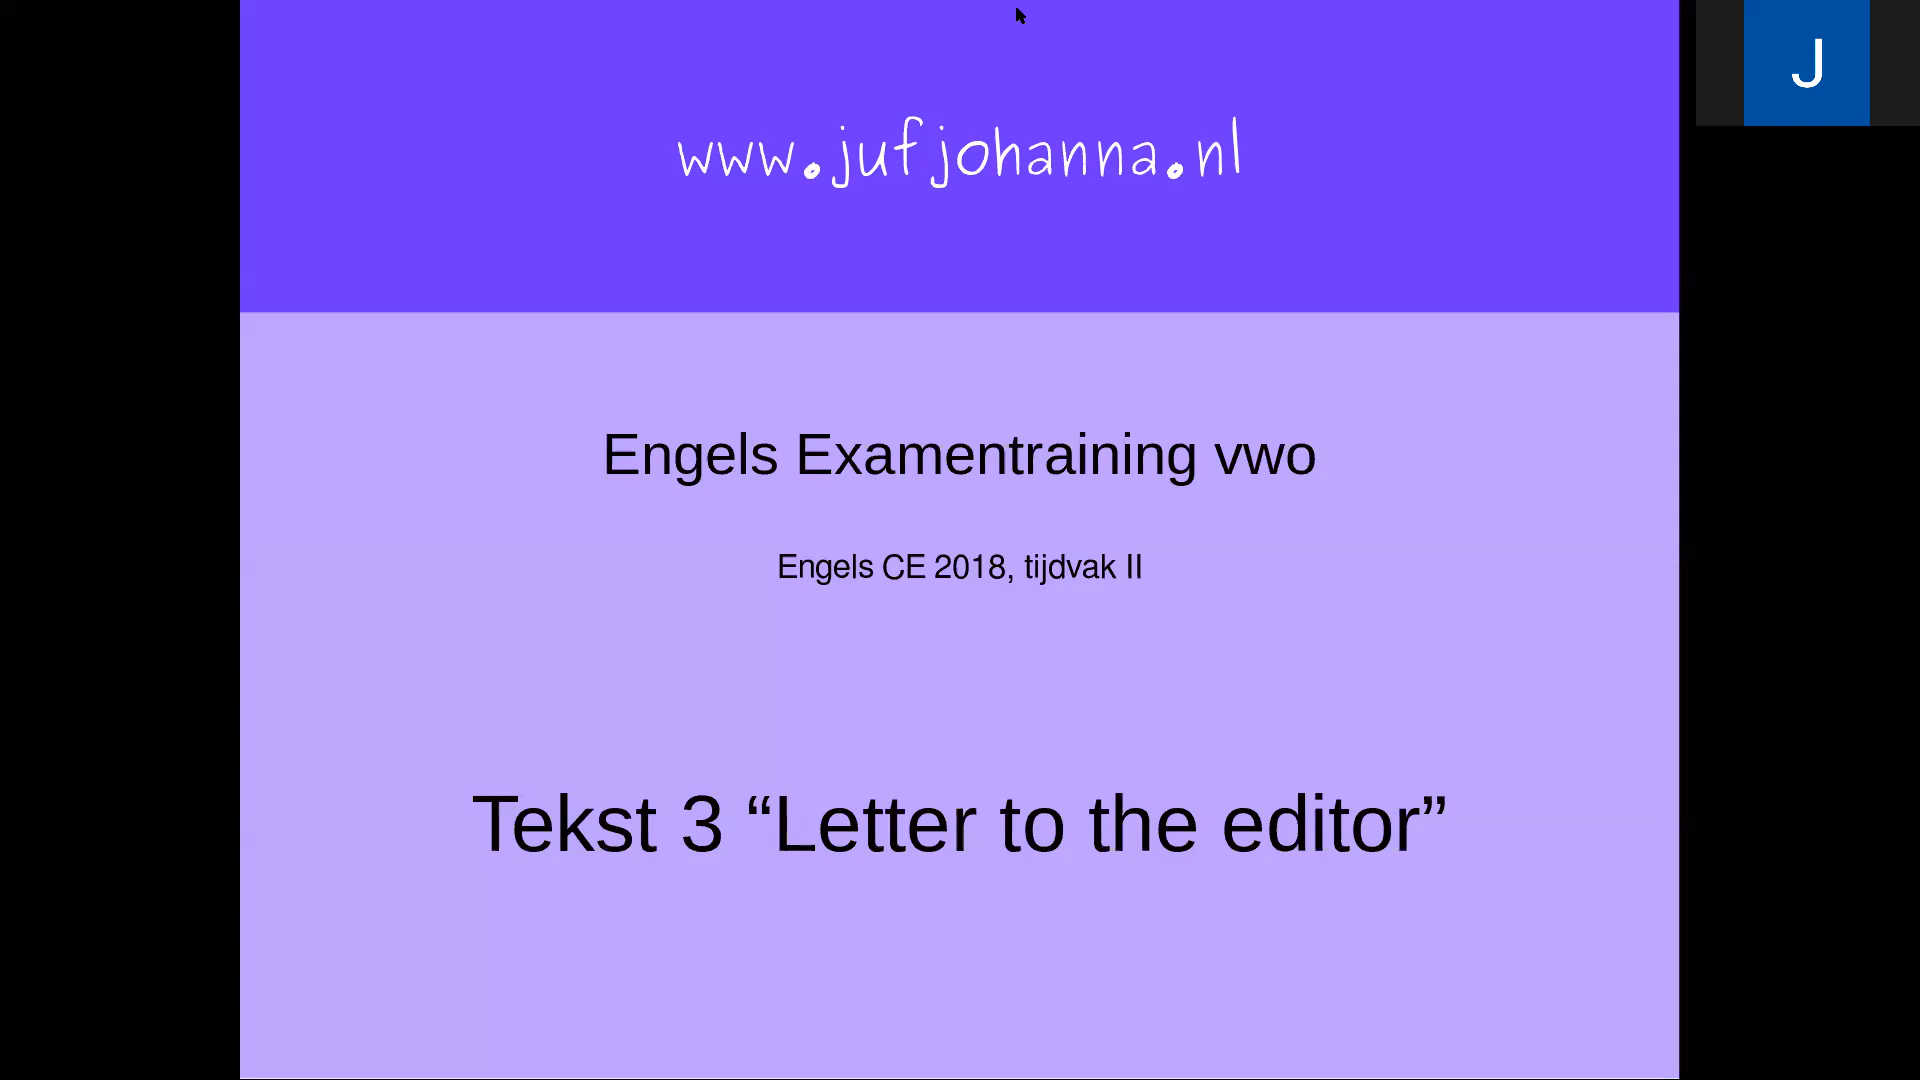 www.jufjohanna.nl
J
Engels Examentraining vwo
Engels CE 2018, tijdvak II
Tekst 3 “Letter to the editor”